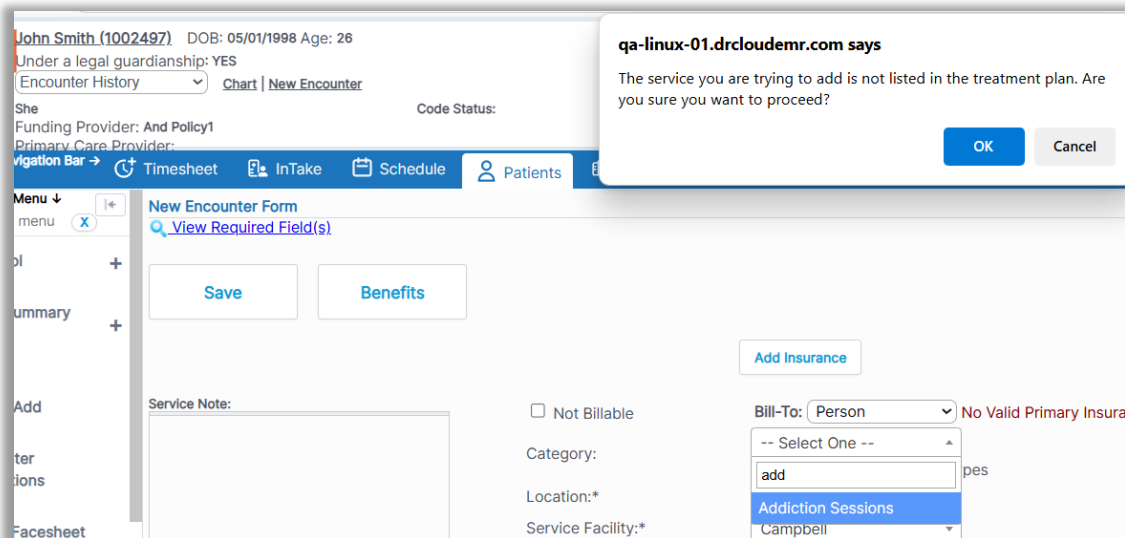 John Smith (1002497) DOB: 05/01/1998 Age: 26
Under a legal guardianship: YES
Encounter History Chart | New Encounter
She
Code Status:
Funding Provider: And Policy1
Primary Care Provider:
qa-linux-01.drcloudemr.com says
The service you are trying to add is not listed in the treatment plan. Are
you sure you want to proceed?
OK Cancel
vigation Bar → Timesheet InTake Schedule Patients
Menu ↓
menu X
ol +
ummary
+
Add
ter
ions
Facesheet
New Encounter Form
View Required Field(s)
Save Benefits
Add Insurance
Service Note:
Not Billable
Bill-To: Person No Valid Primary Insura
Category:
-- Select One --
add
pes
Addiction Sessions
Location:*
Service Facility:* Campbell